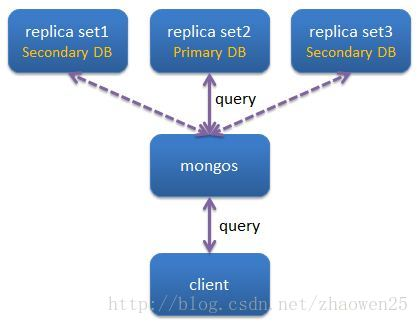 replica set1
Secondary DB
replica set2
Primary DB
replica set3
Secondary DB
query
mongos
query
client
http://blog.csdn.net/zhaowen25